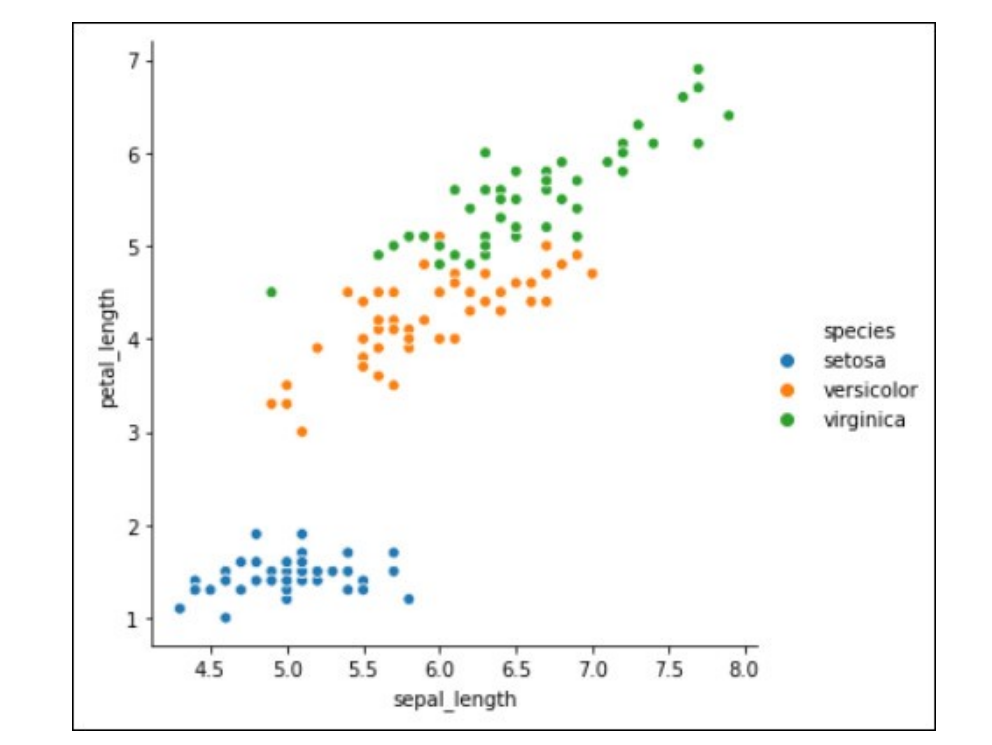 7
6
5
4
3
2
1
petal_length
4.5 5.0 5.5 6.0 6.5 7.0 7.5 8.0
sepal_length
species
setosa
versicolor
virginica